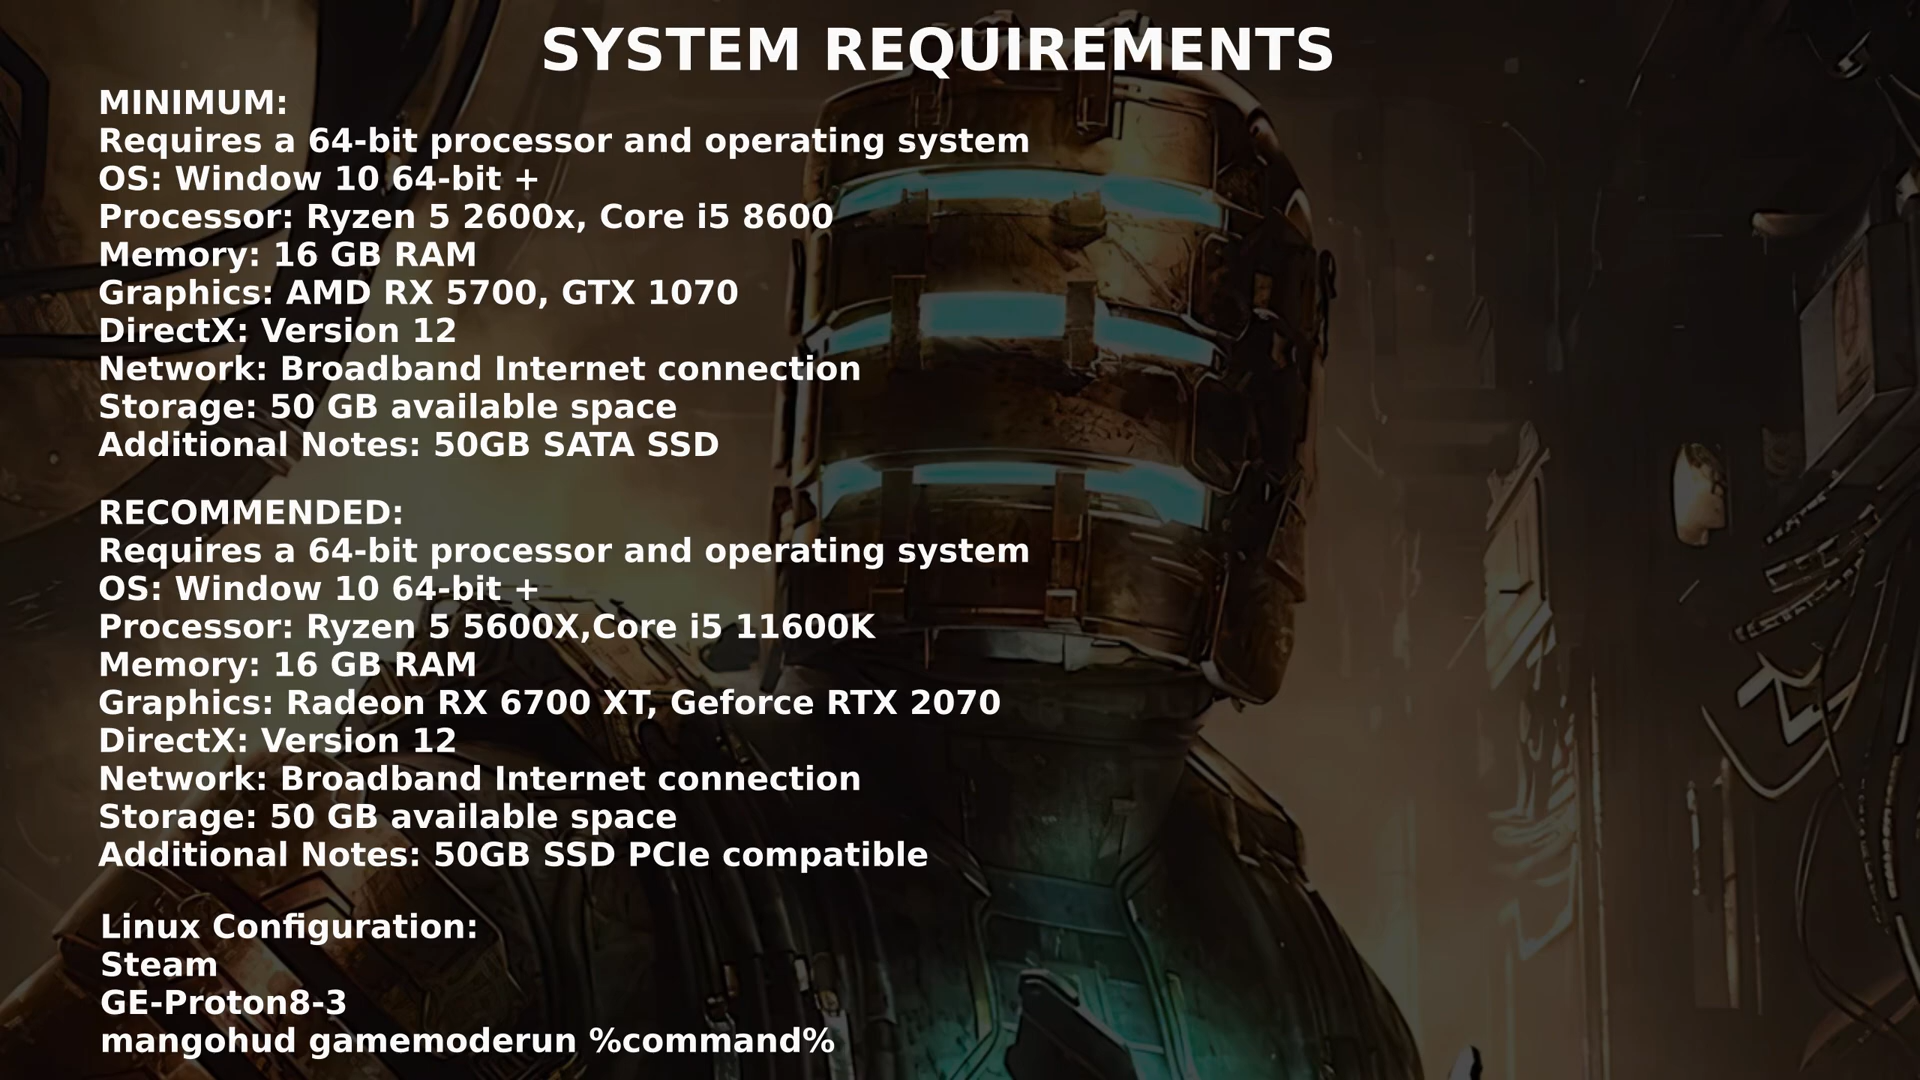 SYSTEM REQUIREMENTS
MINIMUM:
Requires a 64-bit processor and operating system
OS: Window 10 64-bit +
Processor: Ryzen 5 2600x, Core i5 8600
Memory: 16 GB RAM
Graphics: AMD RX 5700, GTX 1070
DirectX: Version 12
Network: Broadband Internet connection
Storage: 50 GB available space
Additional Notes: 50GB SATA SSD
RECOMMENDED:
Requires a 64-bit processor and operating system
OS: Window 10 64-bit +
Processor: Ryzen 5 5600X,Core i5 11600K
Memory: 16 GB RAM
Graphics: Radeon RX 6700 XT, Geforce RTX 2070
DirectX: Version 12
Network: Broadband Internet connection
Storage: 50 GB available space
Additional Notes: 50GB SSD PCIe compatible
Linux Configuration:
Steam
GE-Proton8-3
mangohud gamemoderun %command%